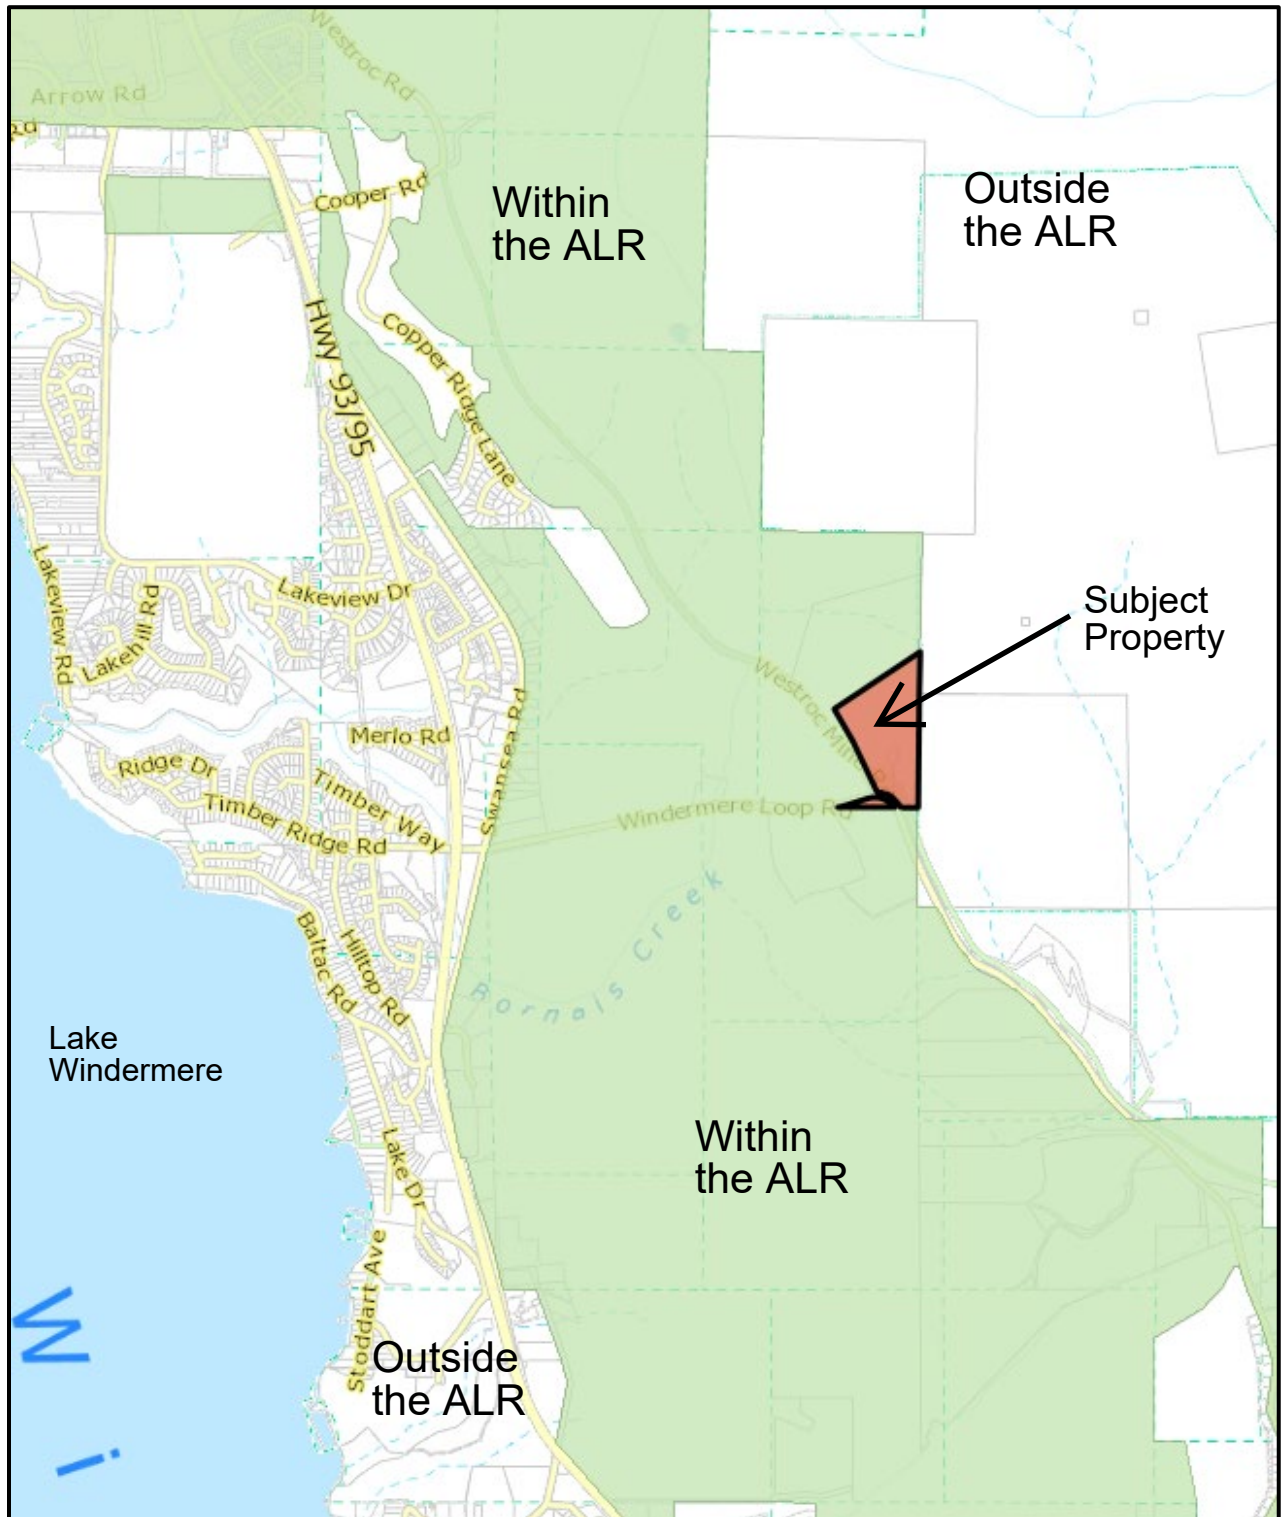 Westroc Rd
Arrow Rd
Rd
Cooper Rd
Within
the ALR
Outside
the ALR
Hwy 93/95
Copper Ridge Lane
Lakeview Rd
Lakehill Rd
Lakeview Dr
Subject
Property
Westroc Mine
Swansea Rd
Merlo Rd
Ridge Dr
Timber Way
Timber Ridge Rd
Windermere Loop Rd
Baltac Rd
Hilltop Rd
Bornais Creek
Lake
Windermere
Within
the ALR
Lake Dr
Stoddart Ave
Outside
the ALR
W i